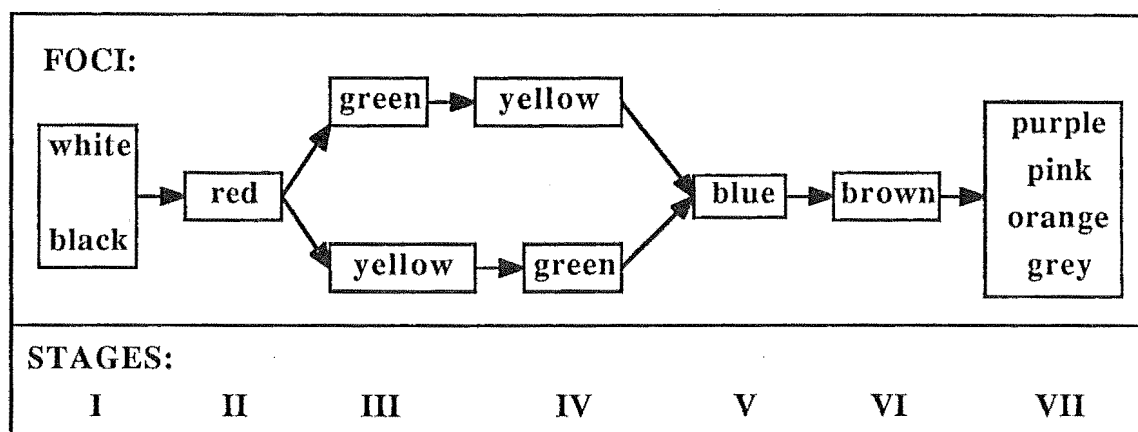 FOCI:
green yellow
white
black
red
blue brown
yellow green
purple
pink
orange
grey
STAGES:
I II III IV V VI VII